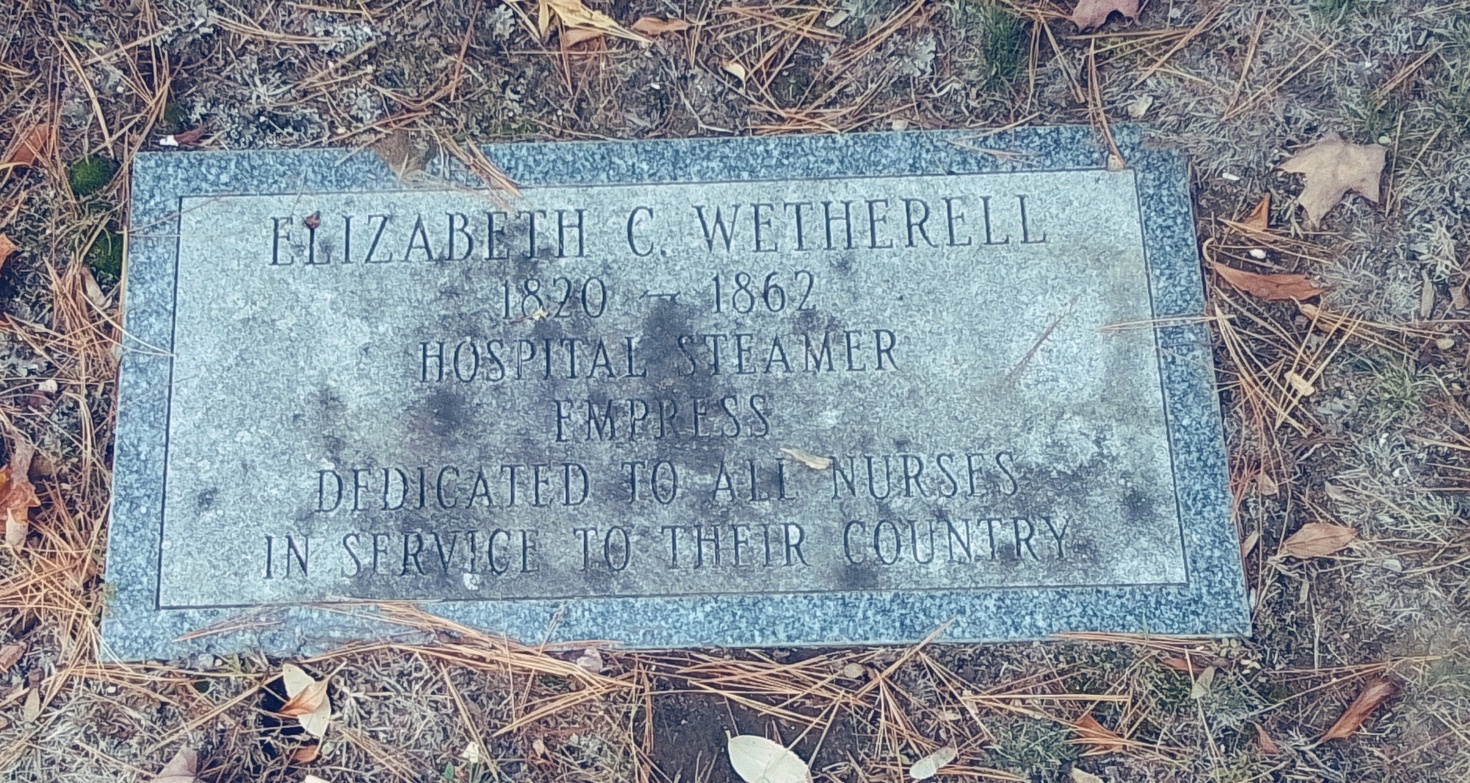 ELIZABETH C. WETHERELL
1820 — 1862
HOSPITAL STEAMER
EMPRESS
DEDICATED TO ALL NURSES
IN SERVICE TO THEIR COUNTRY